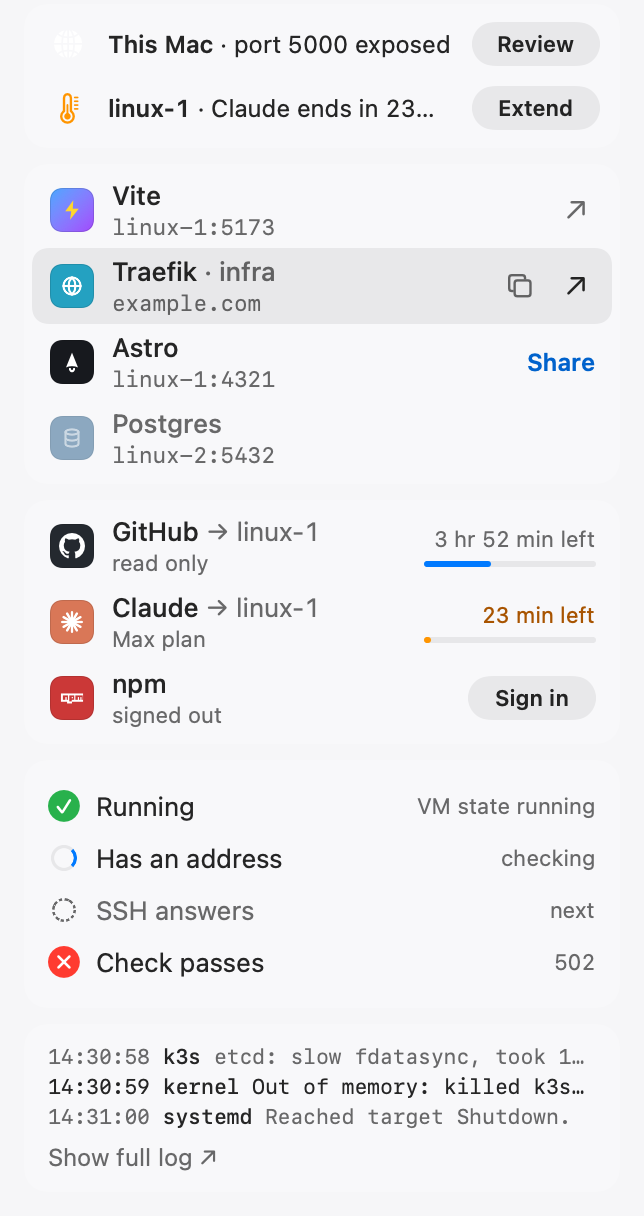 This Mac · port 5000 exposed Review
linux-1 · Claude ends in 23… Extend
Vite
linux-1:5173
Traefik · infra
example.com
Astro
linux-1:4321
Share
Postgres
linux-2:5432
GitHub → linux-1
read only
3 hr 52 min left
Claude → linux-1
Max plan
23 min left
npm
npm
signed out
Sign in
Running VM state running
Has an address checking
SSH answers next
Check passes 502
14:30:58 k3s etcd: slow fdatasync, took 1…
14:30:59 kernel Out of memory: killed k3s…
14:31:00 systemd Reached target Shutdown.
Show full log ↗